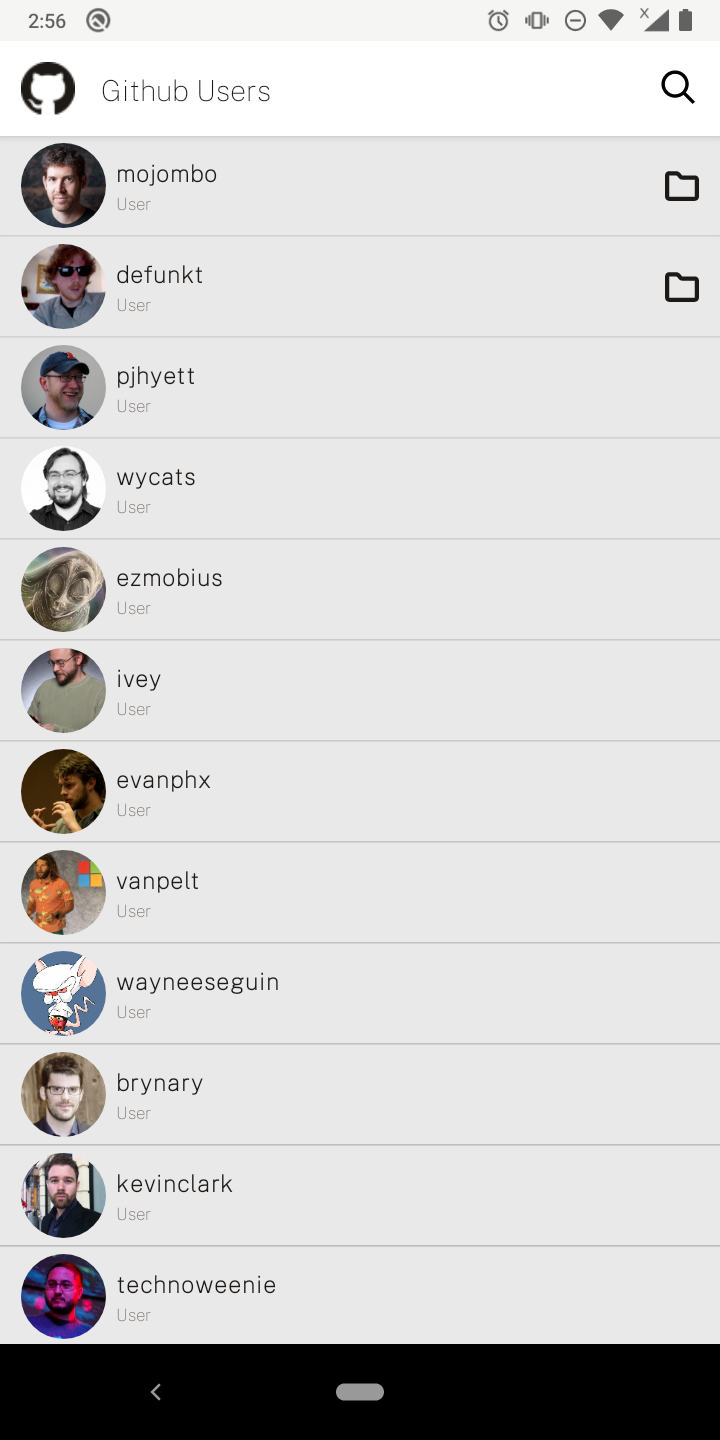 2:56
x
Github Users
mojombo
User
defunkt
User
pjhyett
User
wycats
User
ezmobius
User
ivey
User
evanphx
User
vanpelt
User
wayneeseguin
User
brynary
User
kevinclark
User
technoweenie
User